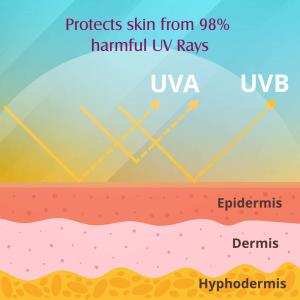 Protects skin from 98%
harmful UV Rays
UVA
UVB
Epidermis
Dermis
Hyphodermis